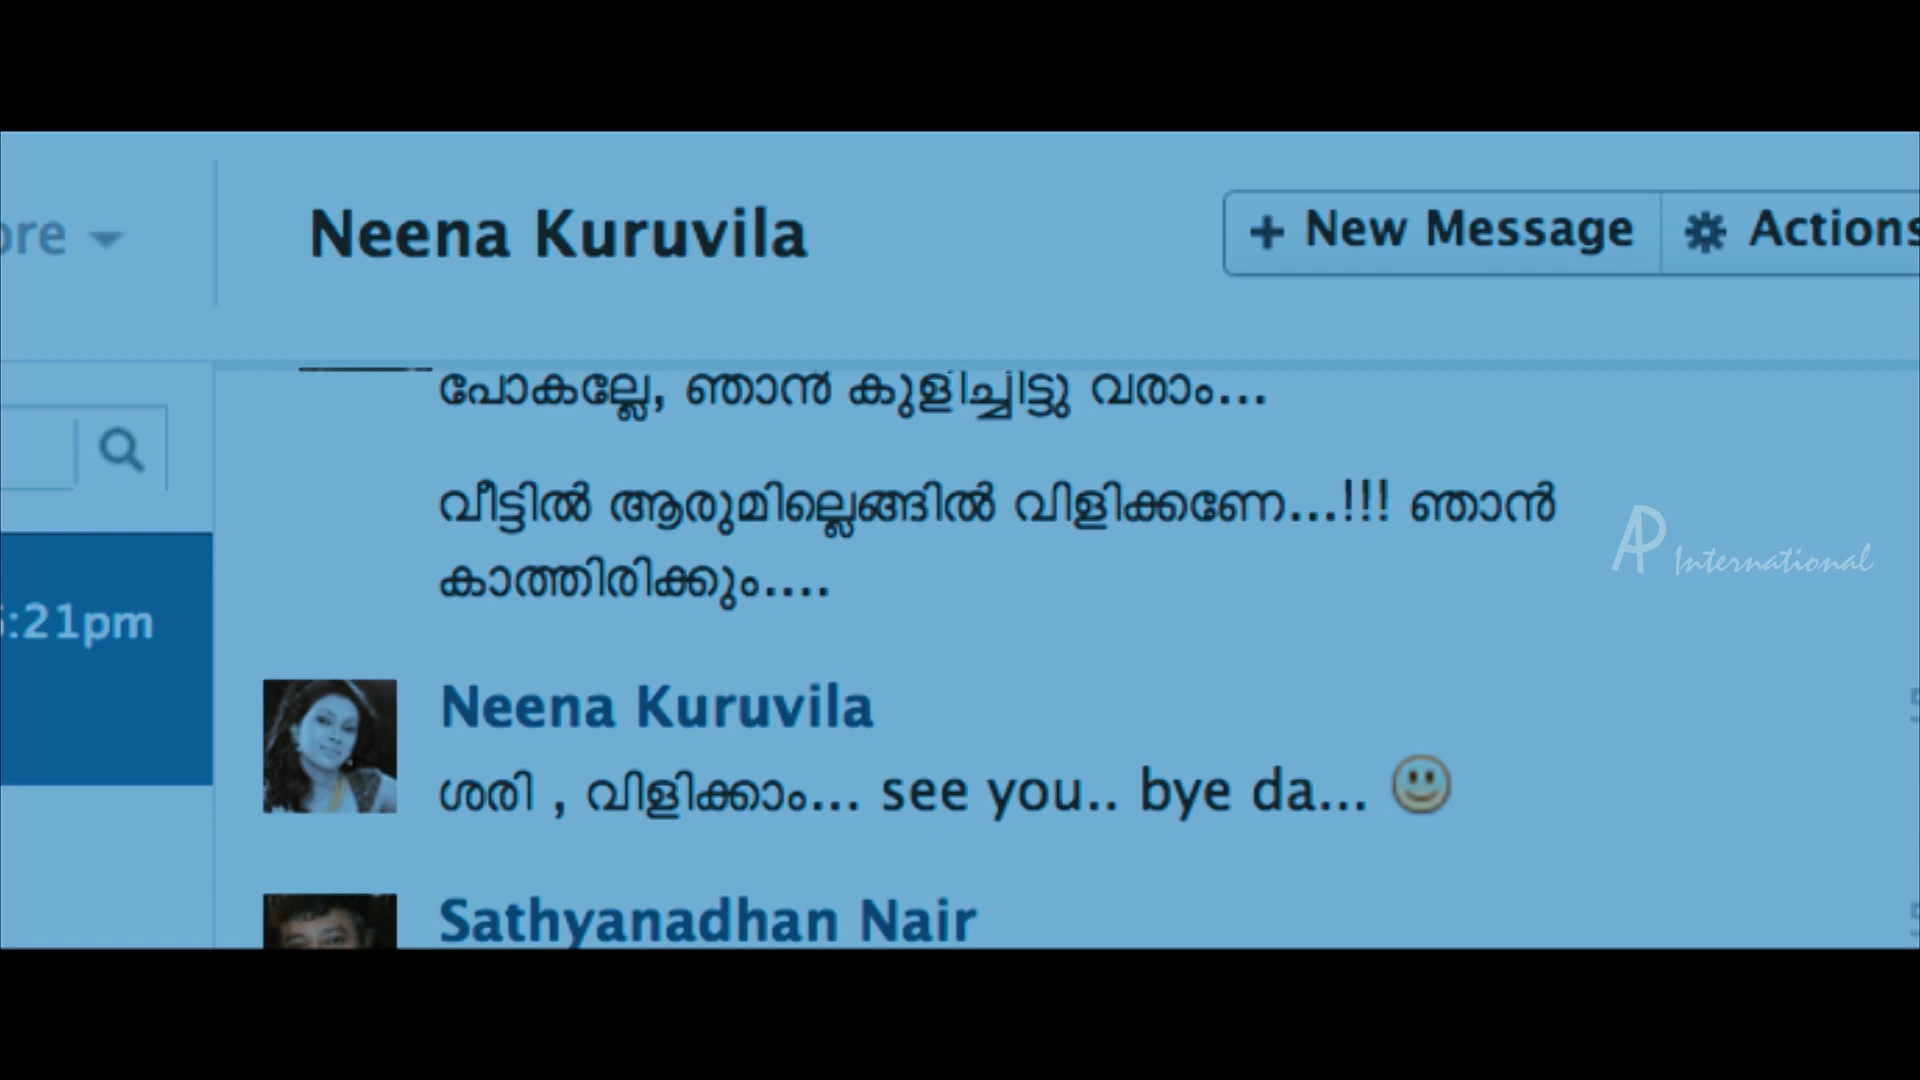 Neena Kuruvila
+ New Message
Actions
പോകല്ലേ, ഞാൻ കുളിച്ചിട്ടു വരാം...
വീട്ടിൽ ആരുമില്ലെങ്ങിൽ വിളിക്കണേ...!!! ഞാൻ
കാത്തിരിക്കും....
AP International
:21pm
Neena Kuruvila
ശരി , വിളിക്കാം... see you.. bye da...
Sathyanadhan Nair